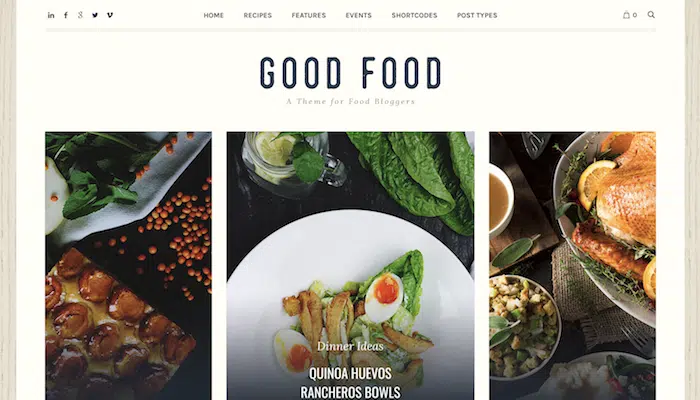 HOME RECIPES FEATURES EVENTS SHORTCODES POST TYPES 0
GOOD FOOD
A Theme for Food Bloggers
Dinner Ideas
QUINOA HUEVOS
RANCHEROS BOWLS